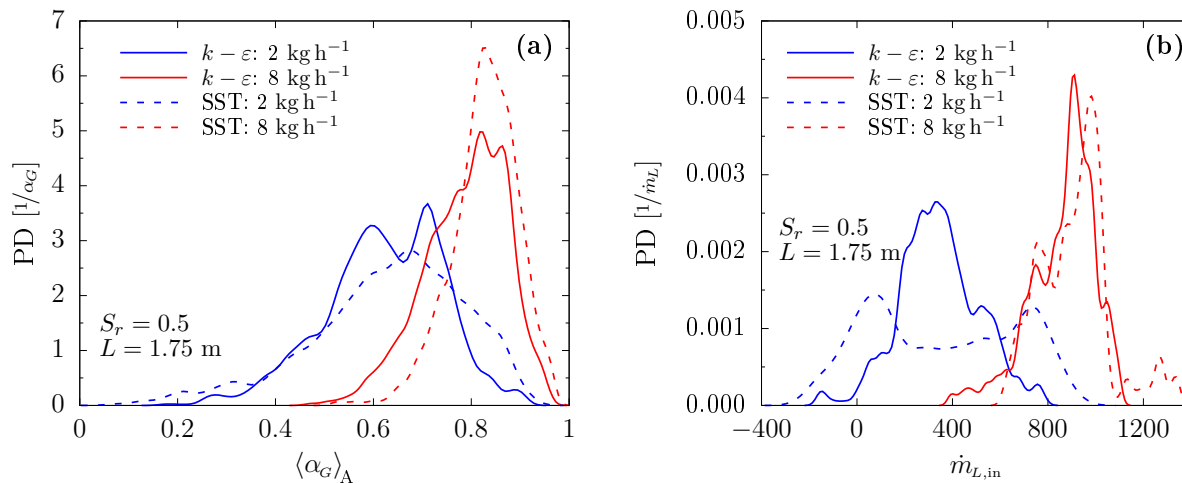 7
6
5
4
3
2
1
0
PD [1/α_G]
k − ε: 2 kg h⁻¹
k − ε: 8 kg h⁻¹
SST: 2 kg h⁻¹
SST: 8 kg h⁻¹
(a)
S_r = 0.5
L = 1.75 m
0 0.2 0.4 0.6 0.8 1
⟨α_G⟩_A
0.005
0.004
0.003
0.002
0.001
0.000
PD [1/ṁ_L]
k − ε: 2 kg h⁻¹
k − ε: 8 kg h⁻¹
SST: 2 kg h⁻¹
SST: 8 kg h⁻¹
(b)
S_r = 0.5
L = 1.75 m
−400 0 400 800 1200
ṁ_L,in